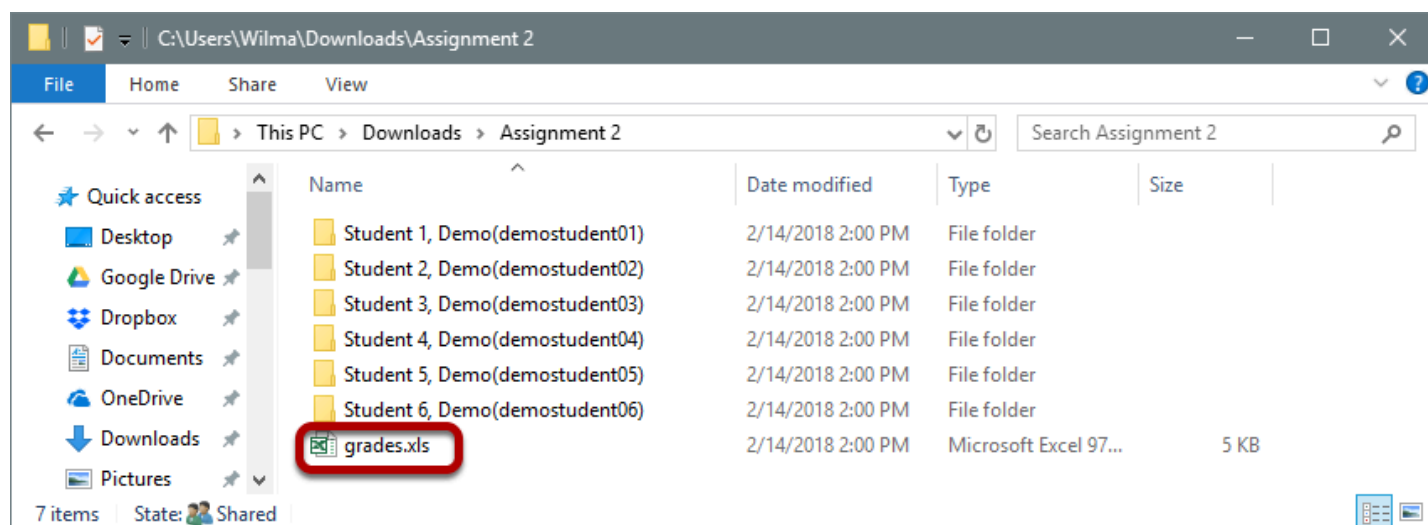 C:\Users\Wilma\Downloads\Assignment 2
File Home Share View
This PC > Downloads > Assignment 2 Search Assignment 2
Name Date modified Type Size
Quick access
Desktop
Google Drive
Dropbox
Documents
OneDrive
Downloads
Pictures
Student 1, Demo(demostudent01) 2/14/2018 2:00 PM File folder
Student 2, Demo(demostudent02) 2/14/2018 2:00 PM File folder
Student 3, Demo(demostudent03) 2/14/2018 2:00 PM File folder
Student 4, Demo(demostudent04) 2/14/2018 2:00 PM File folder
Student 5, Demo(demostudent05) 2/14/2018 2:00 PM File folder
Student 6, Demo(demostudent06) 2/14/2018 2:00 PM File folder
grades.xls 2/14/2018 2:00 PM Microsoft Excel 97... 5 KB
7 items State: Shared